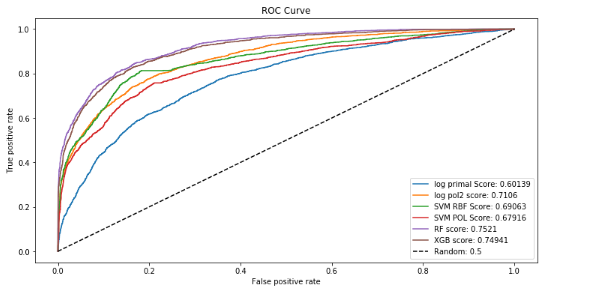 ROC Curve
1.0
0.8
0.6
0.4
0.2
0.0
True positive rate
0.0 0.2 0.4 0.6 0.8 1.0
False positive rate
log primal Score: 0.60139
log pol2 score: 0.7106
SVM RBF Score: 0.69063
SVM POL Score: 0.67916
RF score: 0.7521
XGB score: 0.74941
Random: 0.5